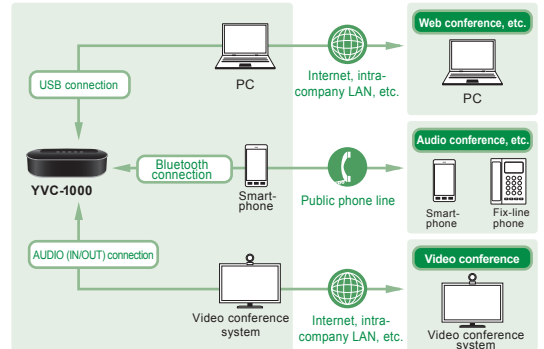 Web conference, etc.
USB connection
PC
Internet, intra-
company LAN, etc.
PC
Audio conference, etc.
Bluetooth
connection
YVC-1000
Smart-
phone
Public phone line
Smart-
phone
Fix-line
phone
AUDIO (IN/OUT) connection
Video conference
Video conference
system
Internet, intra-
company LAN, etc.
Video conference
system